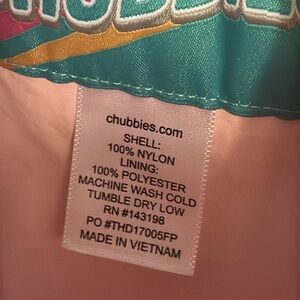 chubbies.com
SHELL:
100% NYLON
LINING:
100% POLYESTER
MACHINE WASH COLD
TUMBLE DRY LOW
RN #143198
PO #THD17005FP
MADE IN VIETNAM